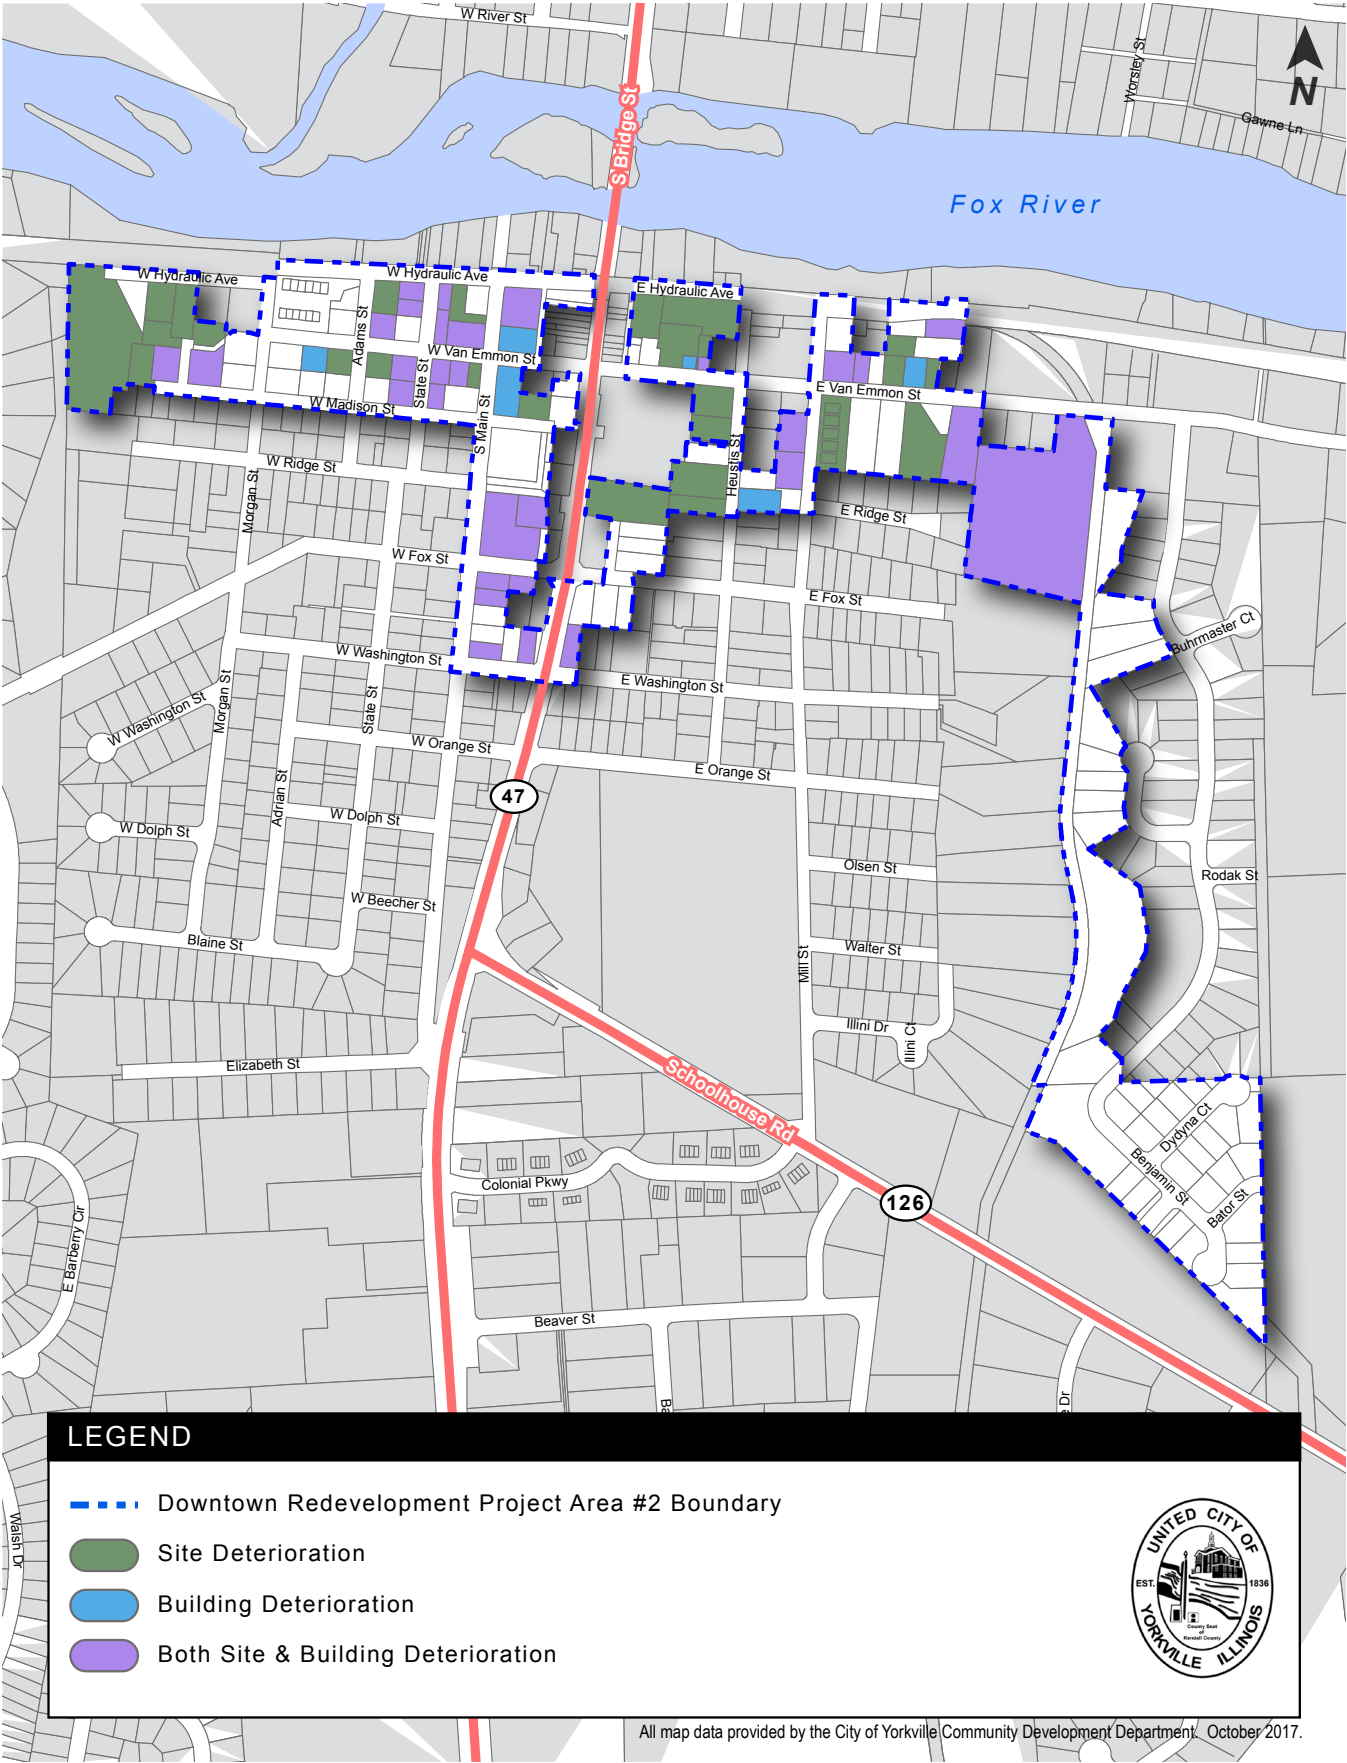 W River St
Worsley St
N
Gawne Ln
S Bridge St
Fox River
W Hydraulic Ave
W Hydraulic Ave
E Hydraulic Ave
Adams St
W Van Emmon St
State St
E Van Emmon St
W Madison St
S Main St
Heustis St
W Ridge St
Morgan St
E Ridge St
W Fox St
E Fox St
Buhrmaster Ct
W Washington St
E Washington St
W Washington St
Morgan St
State St
W Orange St
E Orange St
47
Adrian St
W Dolph St
W Dolph St
Olsen St
Rodak St
W Beecher St
Blaine St
Walter St
Mill St
Illini Dr
Illini Ct
Elizabeth St
Schoolhouse Rd
Dydyna Ct
Benjamin St
Bator St
Colonial Pkwy
126
E Barberry Cir
Beaver St
Ba
e Dr
LEGEND
Downtown Redevelopment Project Area #2 Boundary
Site Deterioration
Building Deterioration
Both Site & Building Deterioration
Walsh Dr
UNITED CITY OF
EST.
1836
County Seat
of
Kendall County
YORKVILLE ILLINOIS
All map data provided by the City of Yorkville Community Development Department. October 2017.